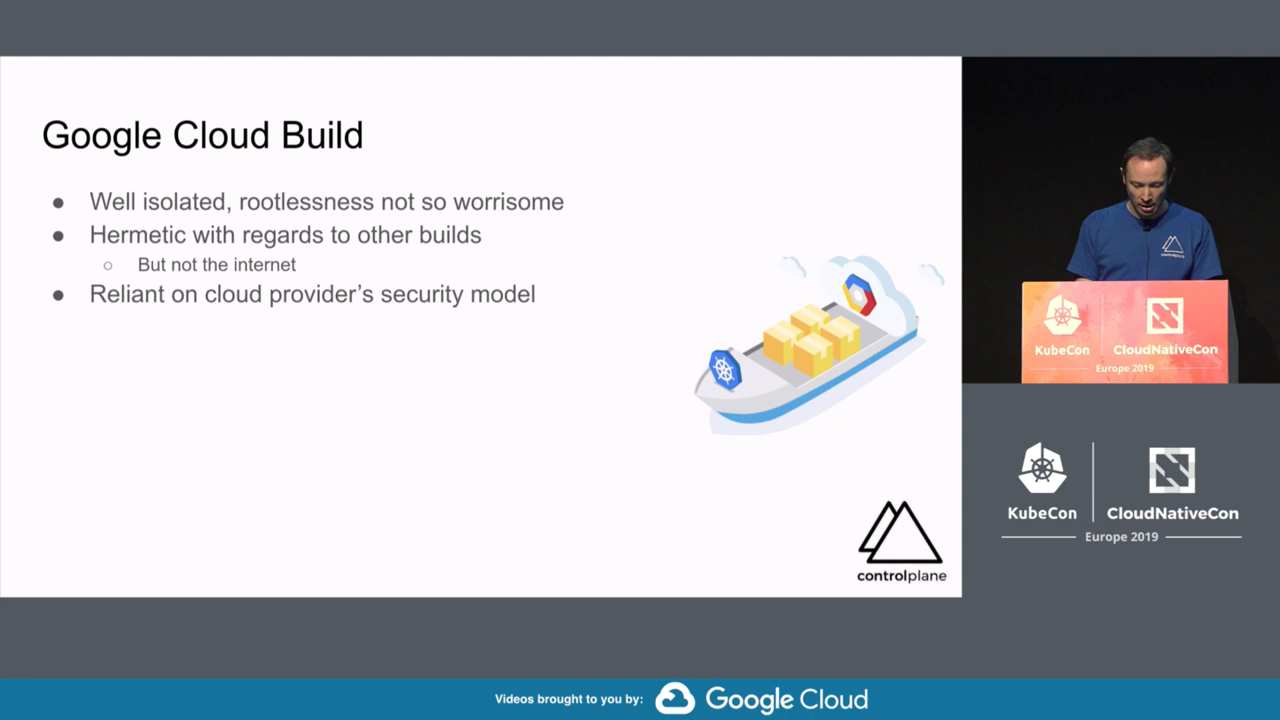 Google Cloud Build
● Well isolated, rootlessness not so worrisome
● Hermetic with regards to other builds
○ But not the internet
● Reliant on cloud provider's security model
controlplane
KubeCon
CloudNativeCon
Europe 2019
KubeCon
CloudNativeCon
Europe 2019
Videos brought to you by: Google Cloud